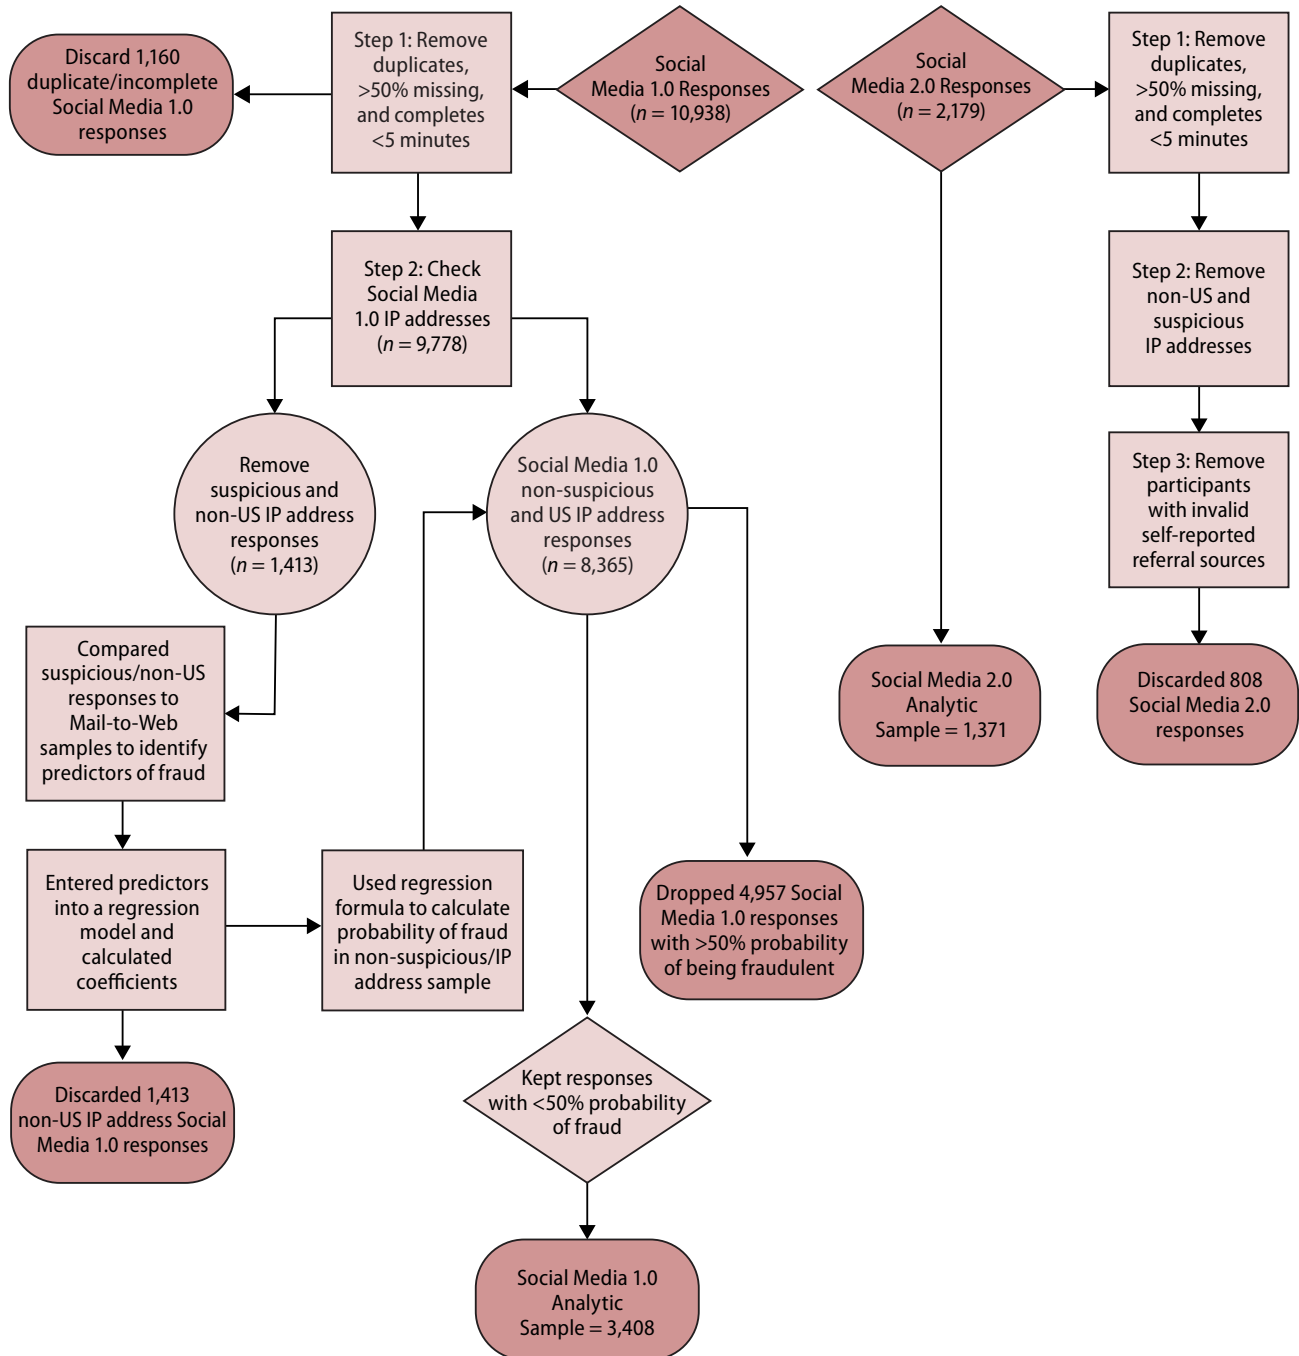 Discard 1,160
duplicate/incomplete
Social Media 1.0
responses
Step 1: Remove
duplicates,
>50% missing,
and completes
<5 minutes
Social
Media 1.0 Responses
(n = 10,938)
Social
Media 2.0 Responses
(n = 2,179)
Step 1: Remove
duplicates,
>50% missing,
and completes
<5 minutes
Step 2: Check
Social Media
1.0 IP addresses
(n = 9,778)
Step 2: Remove
non-US and
suspicious
IP addresses
Remove
suspicious and
non-US IP address
responses
(n = 1,413)
Social Media 1.0
non-suspicious
and US IP address
responses
(n = 8,365)
Step 3: Remove
participants
with invalid
self-reported
referral sources
Compared
suspicious/non-US
responses to
Mail-to-Web
samples to identify
predictors of fraud
Social Media 2.0
Analytic
Sample = 1,371
Discarded 808
Social Media 2.0
responses
Entered predictors
into a regression
model and
calculated
coefficients
Used regression
formula to calculate
probability of fraud
in non-suspicious/IP
address sample
Dropped 4,957 Social
Media 1.0 responses
with >50% probability
of being fraudulent
Discarded 1,413
non-US IP address Social
Media 1.0 responses
Kept responses
with <50% probability
of fraud
Social Media 1.0
Analytic
Sample = 3,408